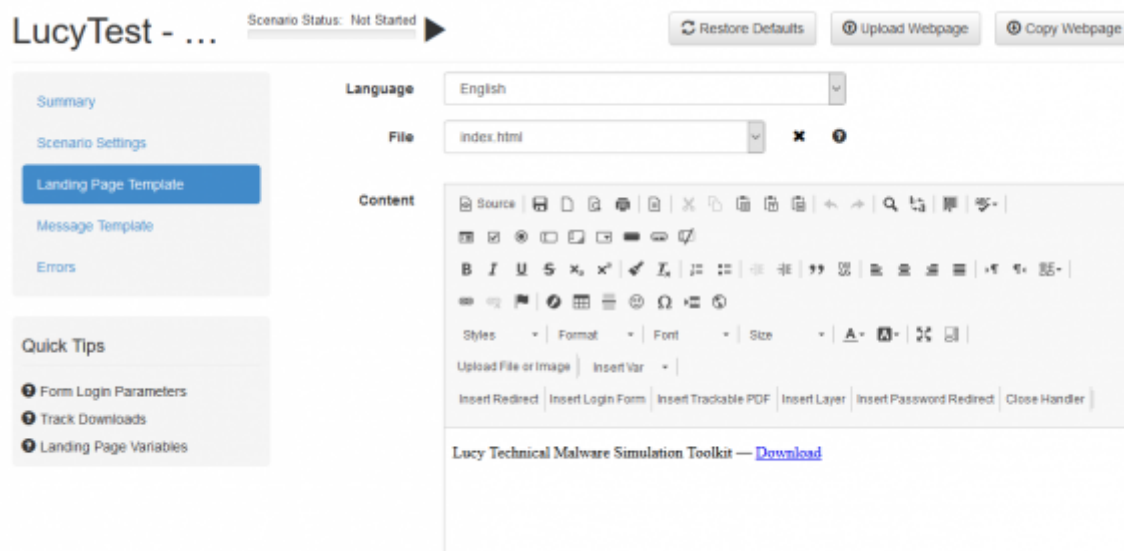 LucyTest - ...
Scenario Status: Not Started
Restore Defaults
Upload Webpage
Copy Webpage
Summary
Scenario Settings
Landing Page Template
Message Template
Errors
Quick Tips
Form Login Parameters
Track Downloads
Landing Page Variables
Language English
File index.html
Content
Source
Styles Format Font Size
Upload File or Image Insert Var
Insert Redirect Insert Login Form Insert Trackable PDF Insert Layer Insert Password Redirect Close Handler
Lucy Technical Malware Simulation Toolkit — Download